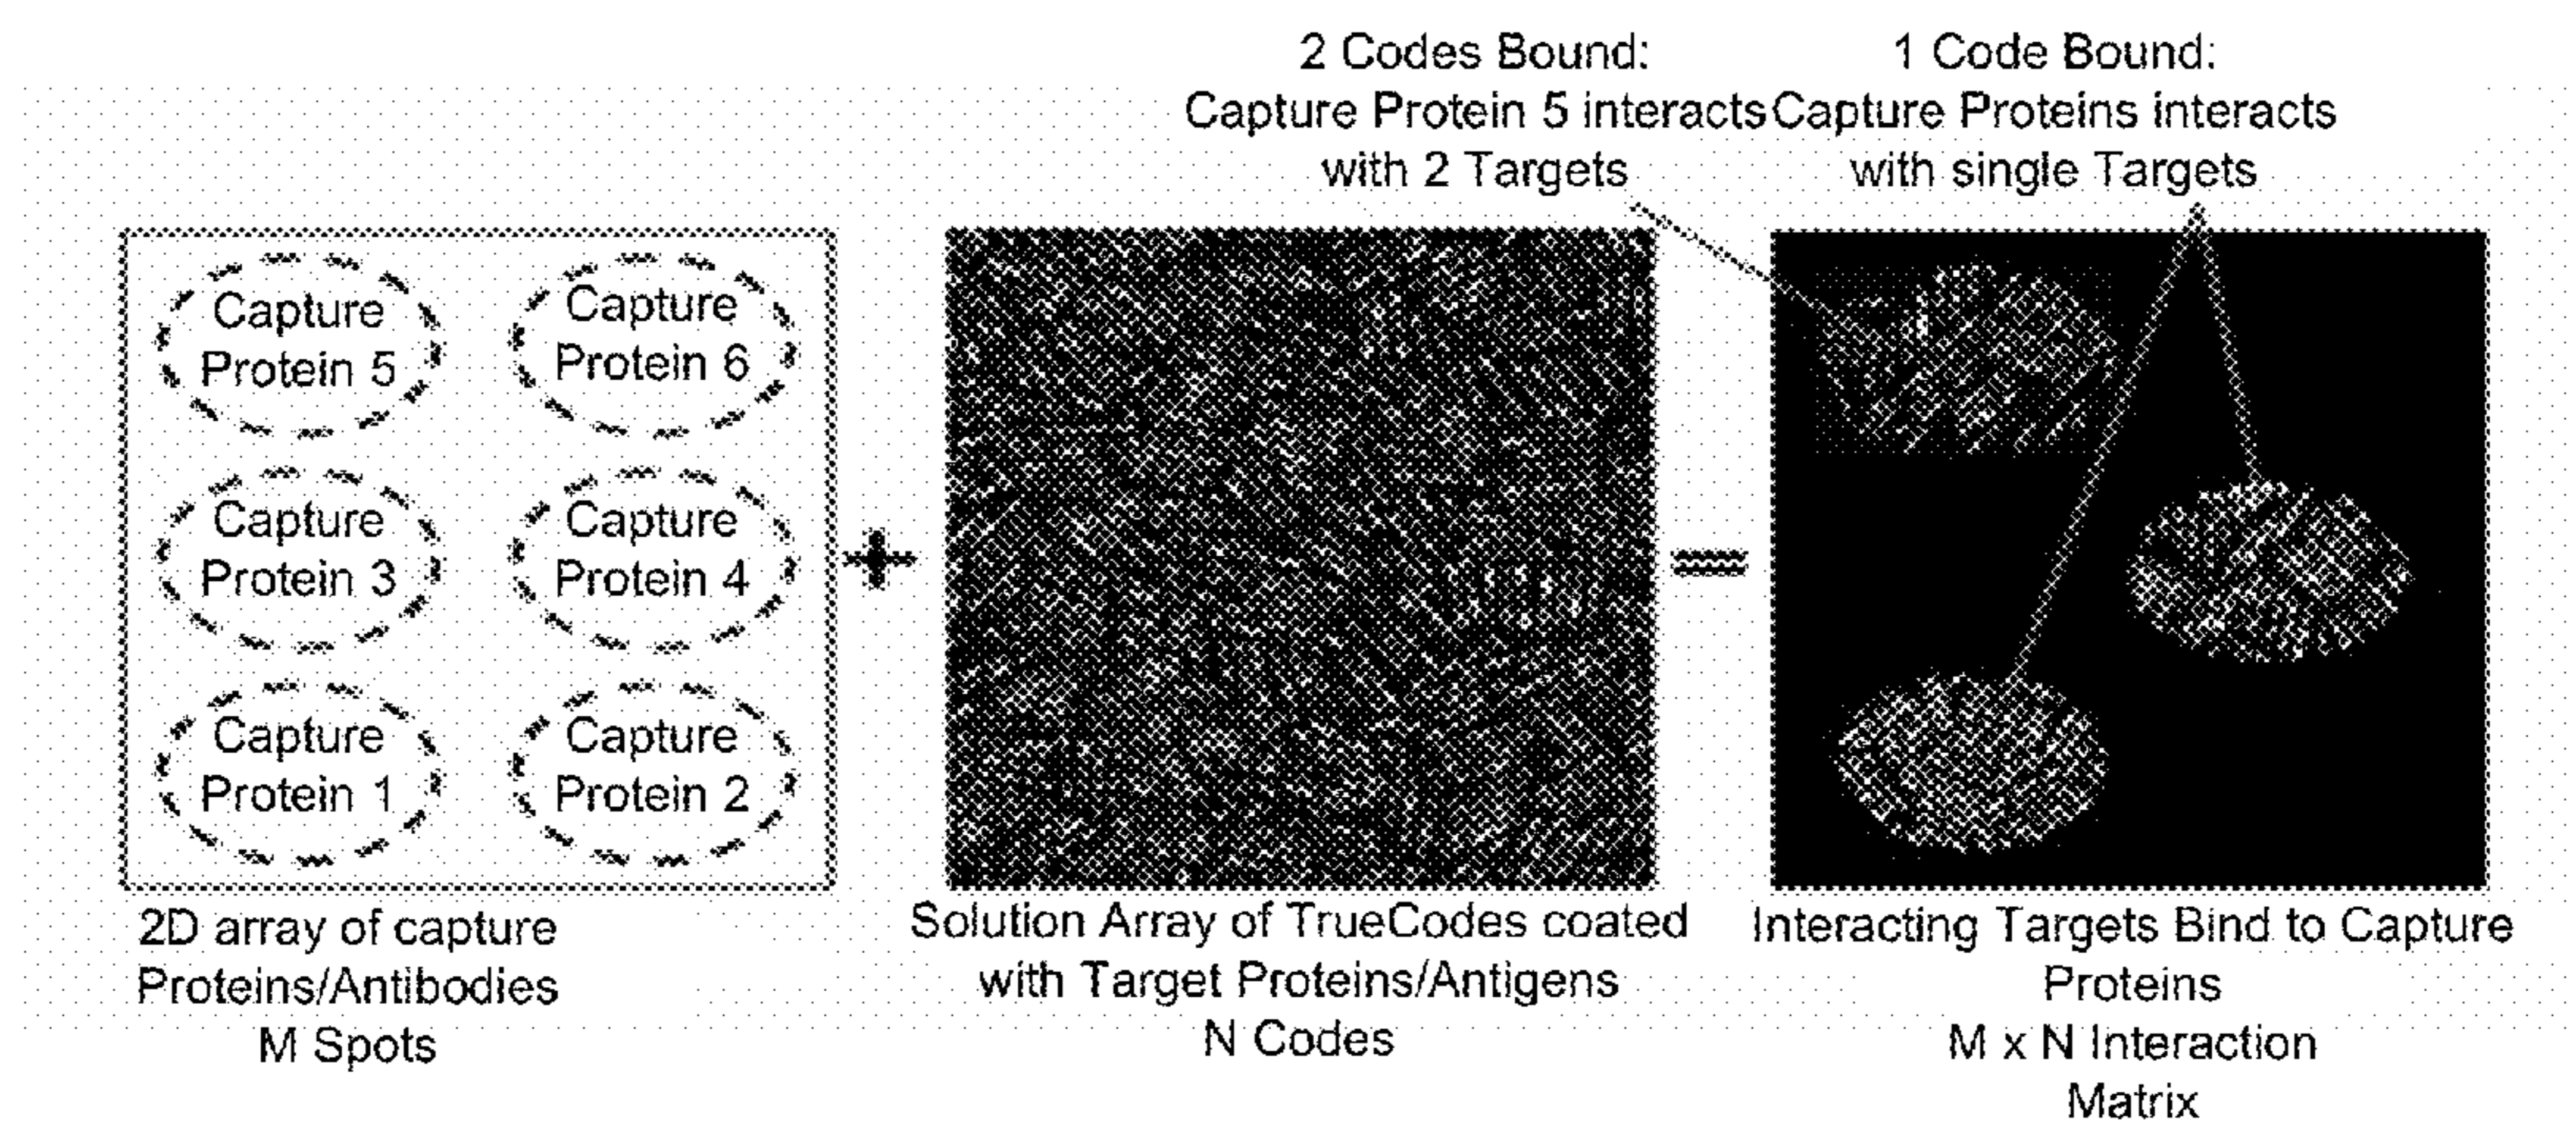 2 Codes Bound:
Capture Protein 5 interacts
with 2 Targets
1 Code Bound:
Capture Proteins interacts
with single Targets
Capture
Protein 5
Capture
Protein 6
Capture
Protein 3
Capture
Protein 4
Capture
Protein 1
Capture
Protein 2
+
=
2D array of capture
Proteins/Antibodies
M Spots
Solution Array of TrueCodes coated
with Target Proteins/Antigens
N Codes
Interacting Targets Bind to Capture
Proteins
M x N Interaction
Matrix